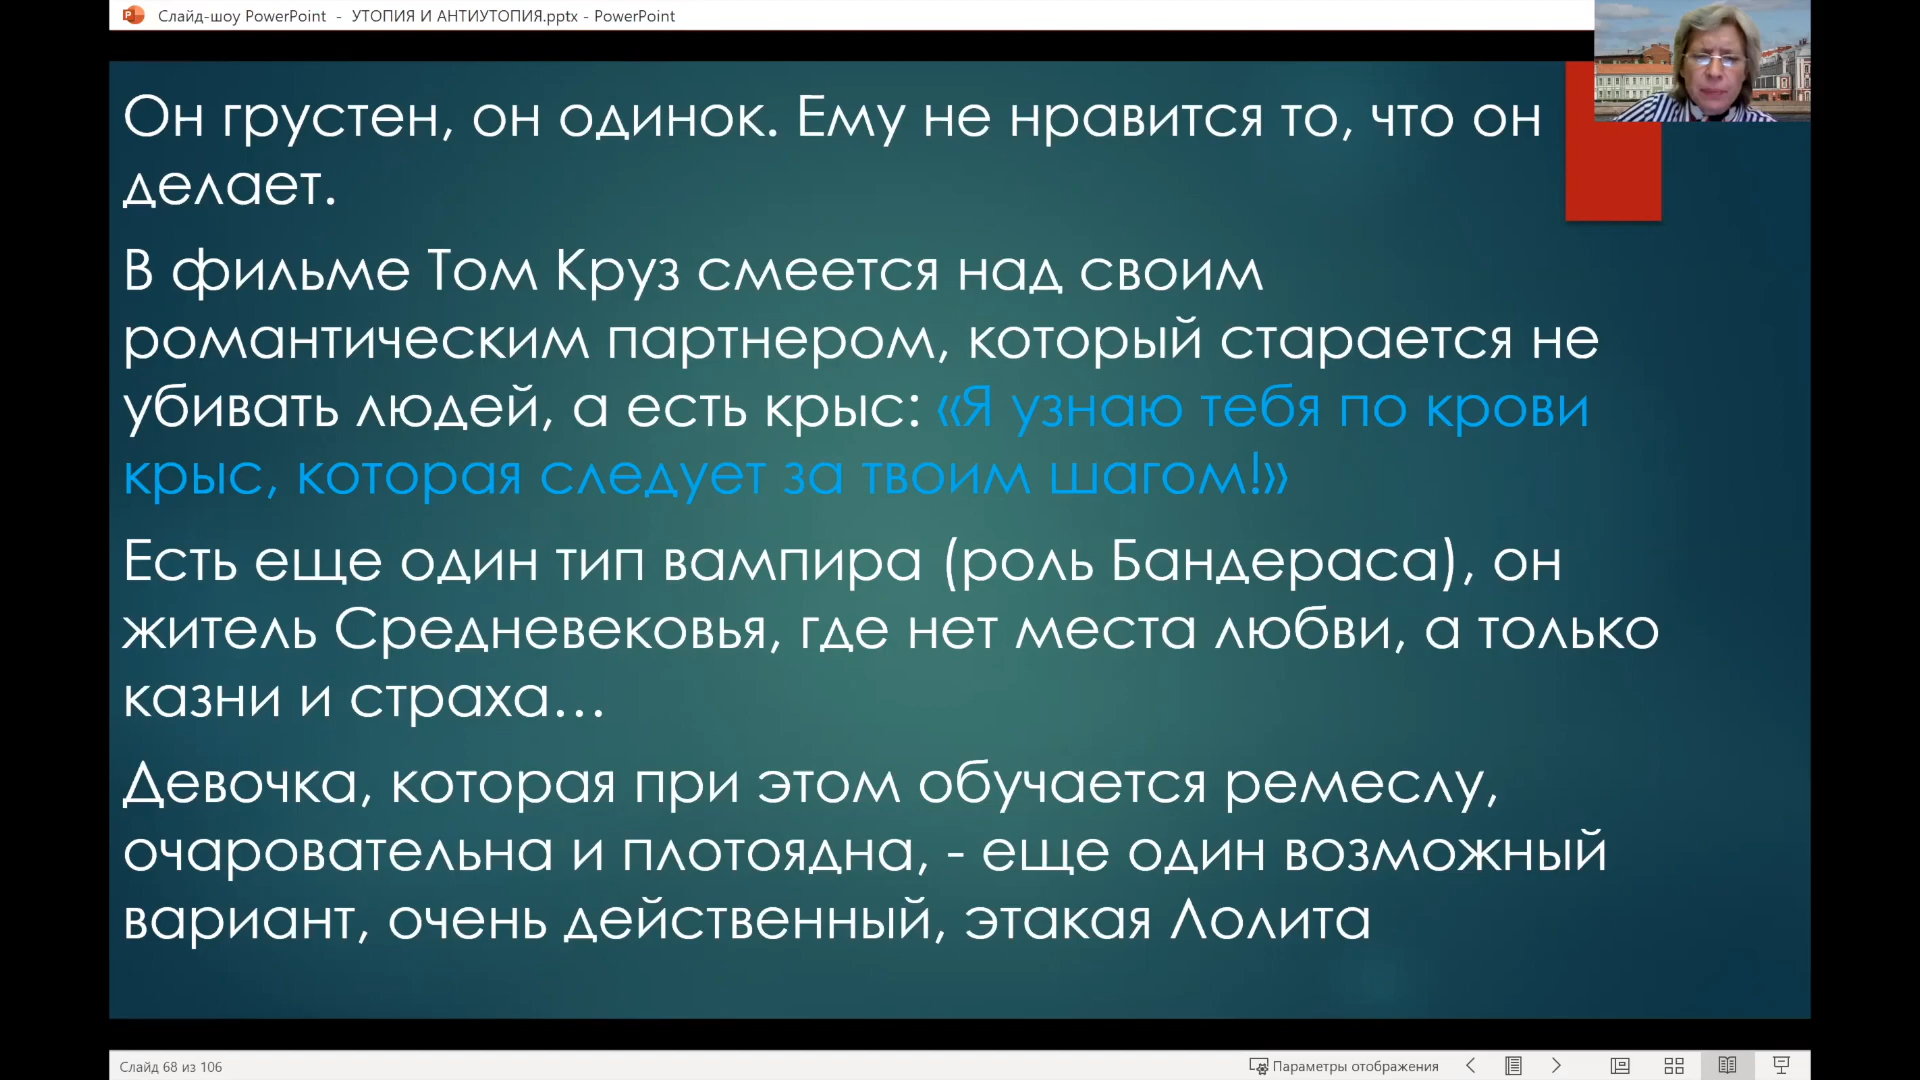 Слайд-шоу PowerPoint - УТОПИЯ И АНТИУТОПИЯ.pptx - PowerPoint
Он грустен, он одинок. Ему не нравится то, что он
делает.
В фильме Том Круз смеется над своим
романтическим партнером, который старается не
убивать людей, а есть крыс: «Я узнаю тебя по крови
крыс, которая следует за твоим шагом!»
Есть еще один тип вампира (роль Бандераса), он
житель Средневековья, где нет места любви, а только
казни и страха…
Девочка, которая при этом обучается ремеслу,
очаровательна и плотоядна, - еще один возможный
вариант, очень действенный, этакая Лолита
Слайд 68 из 106
Параметры отображения